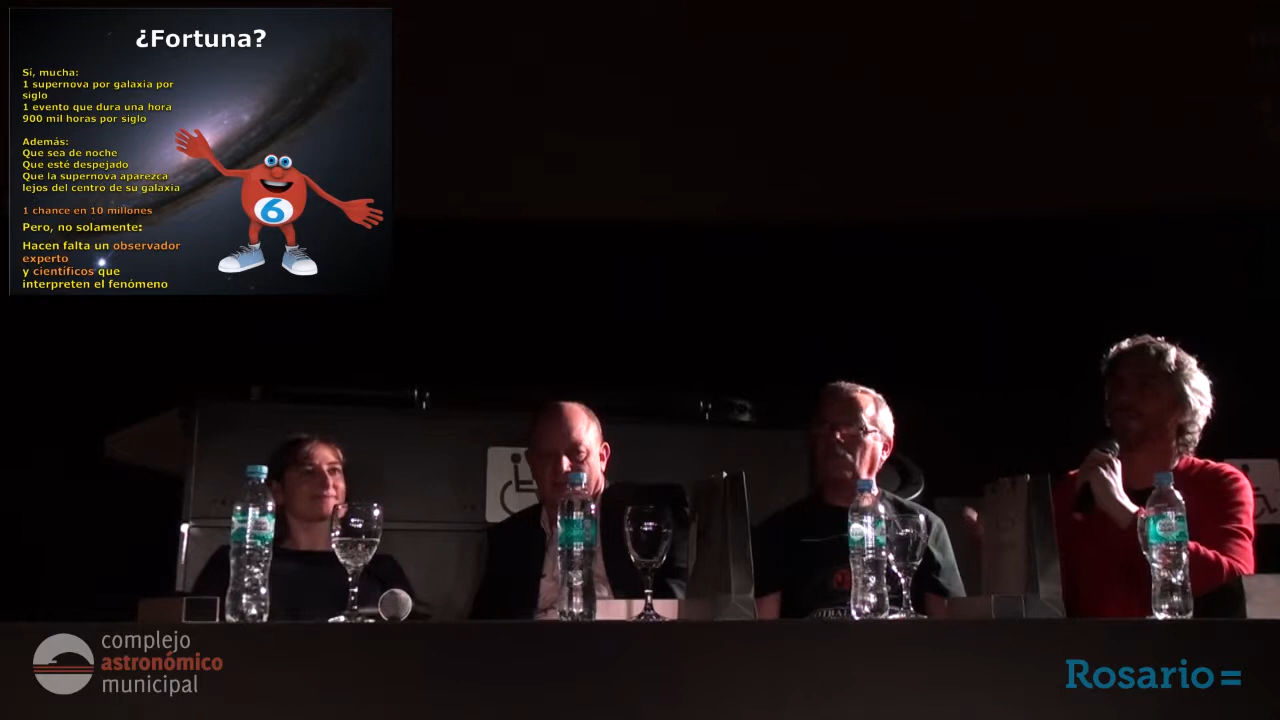 ¿Fortuna?
Sí, mucha:
1 supernova por galaxia por
siglo
1 evento que dura una hora
900 mil horas por siglo
Además:
Que sea de noche
Que esté despejado
Que la supernova aparezca
lejos del centro de su galaxia
1 chance en 10 millones
Pero, no solamente:
Hacen falta un observador
experto
y científicos que
interpreten el fenómeno
6
complejo
astronómico
municipal
Rosario=